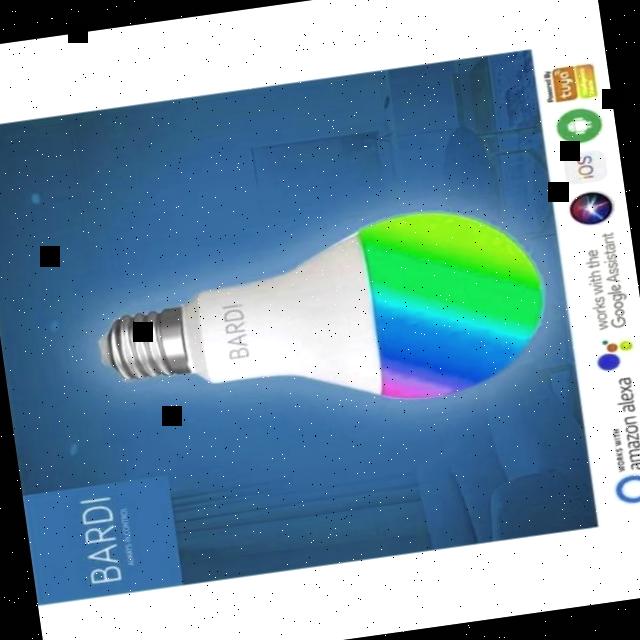 BARDI
BARDI
WORKS WITH
amazon alexa
works with the
Google Assistant
iOS
Powered By
tuya